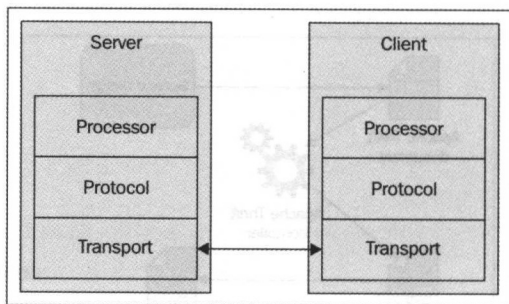 Server
Processor
Protocol
Transport
Client
Processor
Protocol
Transport